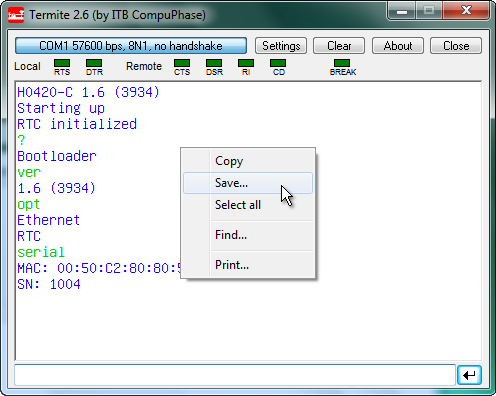 Termite 2.6 (by ITB CompuPhase)
COM1 57600 bps, 8N1, no handshake
Settings
Clear
About
Close
Local
RTS
DTR
Remote
CTS
DSR
RI
CD
BREAK
H0420-C 1.6 (3934)
Starting up
RTC initialized
?
Bootloader
ver
1.6 (3934)
opt
Ethernet
RTC
serial
MAC: 00:50:C2:80:80:
SN: 1004
Copy
Save...
Select all
Find...
Print...